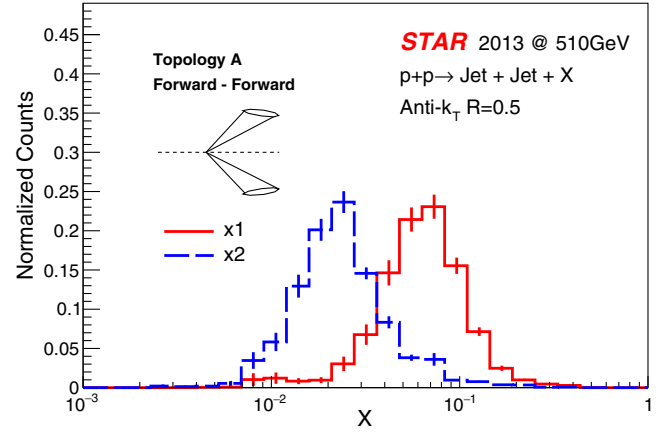 0.45
0.4
0.35
0.3
0.25
0.2
0.15
0.1
0.05
0
Normalized Counts
Topology A
Forward - Forward
STAR 2013 @ 510GeV
p+p→ Jet + Jet + X
Anti-k_T R=0.5
x1
x2
10⁻³
10⁻²
10⁻¹
1
X